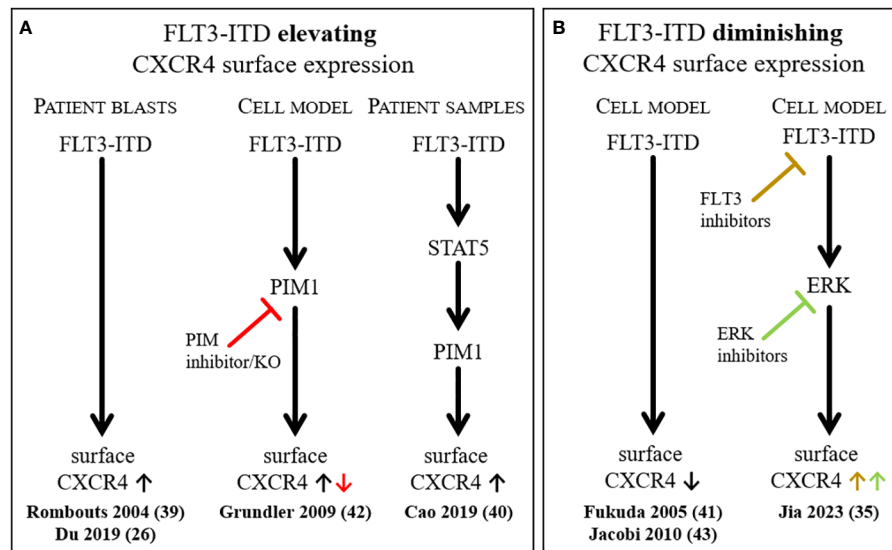 A
FLT3-ITD elevating
CXCR4 surface expression
PATIENT BLASTS
FLT3-ITD
surface
CXCR4 ↑
Rombouts 2004 (39)
Du 2019 (26)
CELL MODEL
FLT3-ITD
PIM1
PIM
inhibitor/KO
surface
CXCR4 ↑↓
Grundler 2009 (42)
PATIENT SAMPLES
FLT3-ITD
STAT5
PIM1
surface
CXCR4 ↑
Cao 2019 (40)
B
FLT3-ITD diminishing
CXCR4 surface expression
CELL MODEL
FLT3-ITD
surface
CXCR4 ↓
Fukuda 2005 (41)
Jacobi 2010 (43)
CELL MODEL
FLT3-ITD
FLT3
inhibitors
ERK
ERK
inhibitors
surface
CXCR4 ↑↑
Jia 2023 (35)